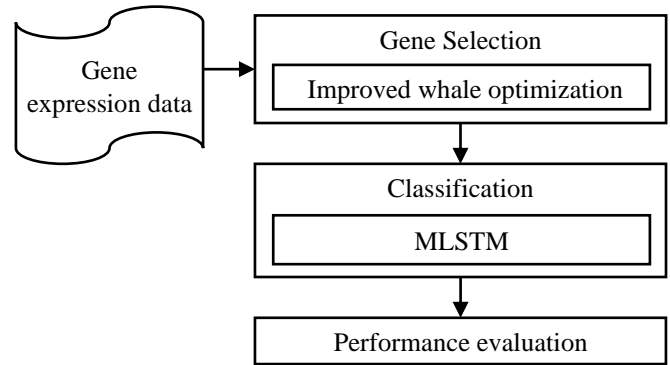 Gene
expression data
Gene Selection
Improved whale optimization
Classification
MLSTM
Performance evaluation